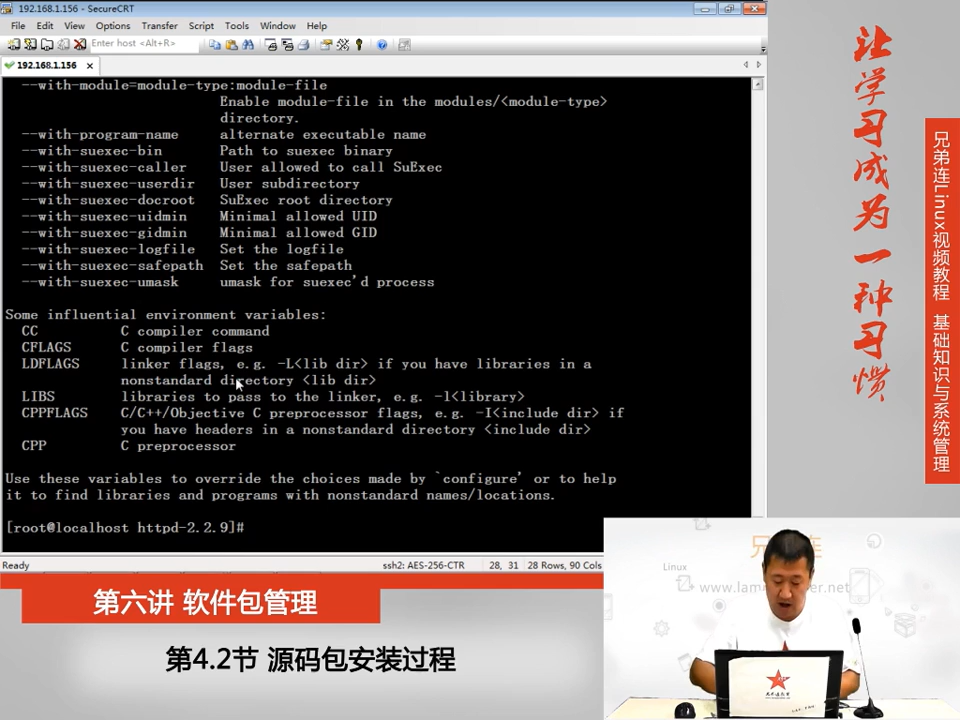 192.168.1.156 - SecureCRT
File Edit View Options Transfer Script Tools Window Help
Enter host <Alt+R>
192.168.1.156
--with-module=module-type:module-file
Enable module-file in the modules/<module-type>
directory.
--with-program-name alternate executable name
--with-suexec-bin Path to suexec binary
--with-suexec-caller User allowed to call SuExec
--with-suexec-userdir User subdirectory
--with-suexec-docroot SuExec root directory
--with-suexec-uidmin Minimal allowed UID
--with-suexec-gidmin Minimal allowed GID
--with-suexec-logfile Set the logfile
--with-suexec-safepath Set the safepath
--with-suexec-umask umask for suexec'd process
Some influential environment variables:
CC C compiler command
CFLAGS C compiler flags
LDFLAGS linker flags, e.g. -L<lib dir> if you have libraries in a
nonstandard directory <lib dir>
LIBS libraries to pass to the linker, e.g. -l<library>
CPPFLAGS C/C++/Objective C preprocessor flags, e.g. -I<include dir> if
you have headers in a nonstandard directory <include dir>
CPP C preprocessor
Use these variables to override the choices made by `configure' or to help
it to find libraries and programs with nonstandard names/locations.
[root@localhost httpd-2.2.9]#
Ready ssh2: AES-256-CTR 28, 31 28 Rows, 90 Cols
让学习成为一种习惯
兄弟连Linux视频教程 基础知识与系统管理
第六讲 软件包管理
第4.2节 源码包安装过程
Linux